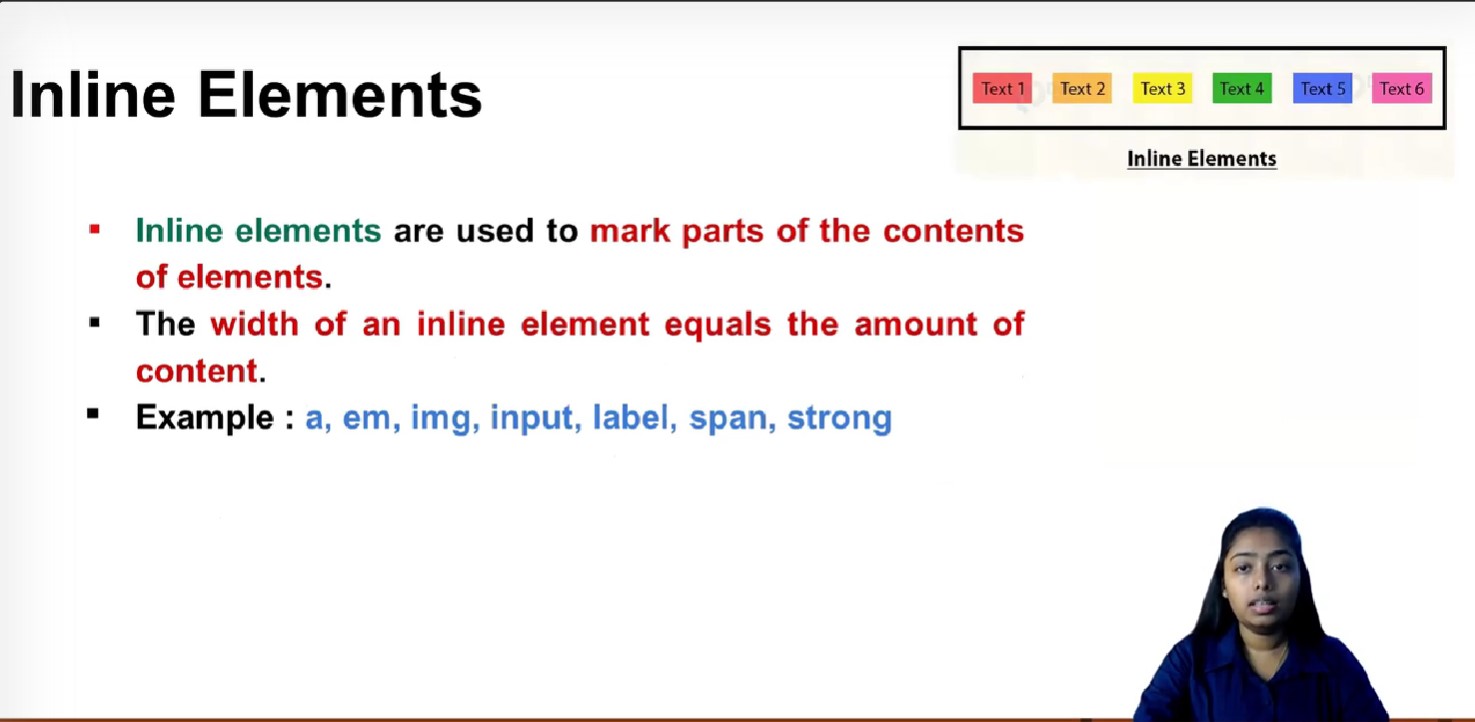 Inline Elements
Text 1 Text 2 Text 3 Text 4 Text 5 Text 6
Inline Elements
Inline elements are used to mark parts of the contents
of elements.
The width of an inline element equals the amount of
content.
Example : a, em, img, input, label, span, strong